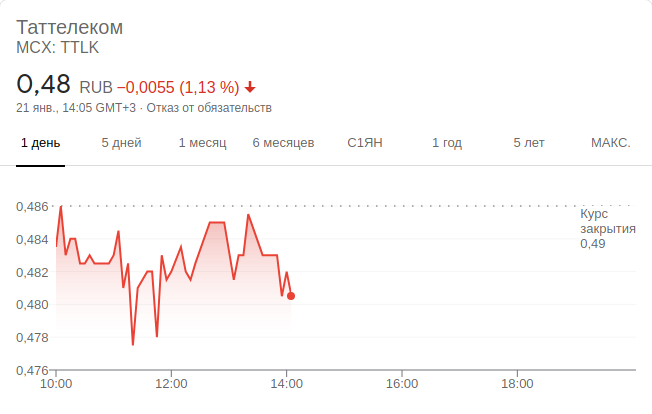 Таттелеком
MCX: TTLK
0,48 RUB −0,0055 (1,13 %)
21 янв., 14:05 GMT+3 · Отказ от обязательств
1 день 5 дней 1 месяц 6 месяцев С1ЯН 1 год 5 лет МАКС.
0,486
Курс
закрытия
0,49
0,484
0,482
0,480
0,478
0,476
10:00 12:00 14:00 16:00 18:00